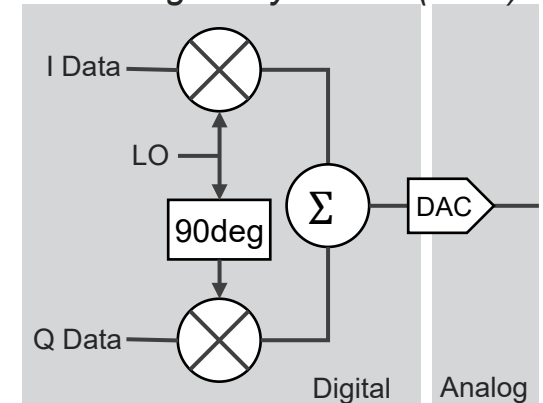 I Data
LO
90deg
Σ
DAC
Q Data
Digital
Analog